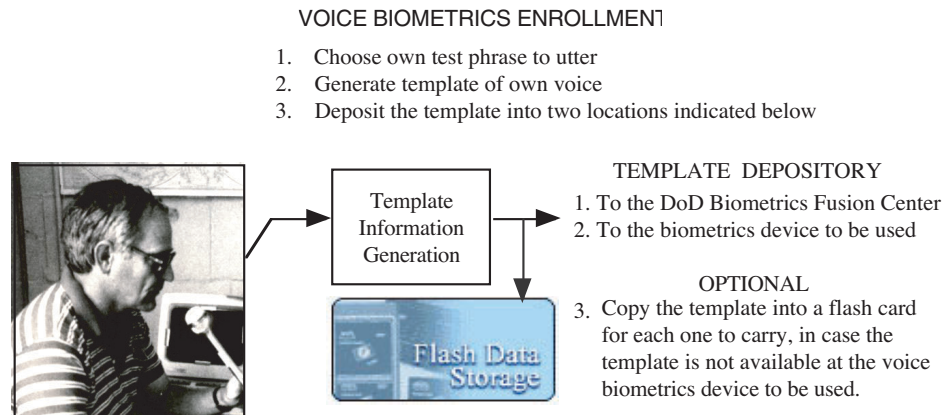 VOICE BIOMETRICS ENROLLMENT
1. Choose own test phrase to utter
2. Generate template of own voice
3. Deposit the template into two locations indicated below
Template
Information
Generation
TEMPLATE DEPOSITORY
1. To the DoD Biometrics Fusion Center
2. To the biometrics device to be used
OPTIONAL
3. Copy the template into a flash card
for each one to carry, in case the
template is not available at the voice
biometrics device to be used.
Flash Data
Storage